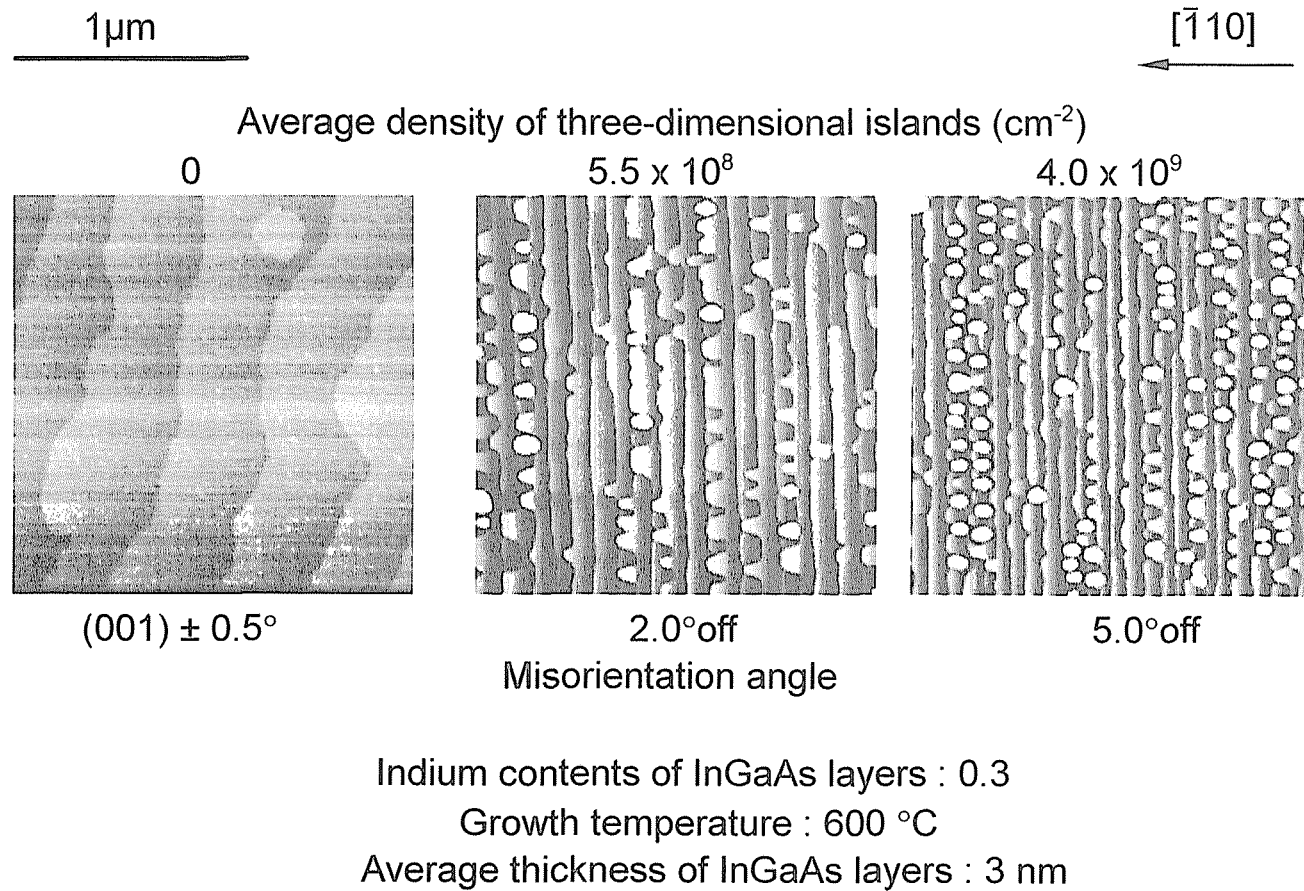 1μm
[1̄10]
Average density of three-dimensional islands (cm⁻²)
0
5.5 x 10⁸
4.0 x 10⁹
(001) ± 0.5°
2.0°off
5.0°off
Misorientation angle
Indium contents of InGaAs layers : 0.3
Growth temperature : 600 °C
Average thickness of InGaAs layers : 3 nm